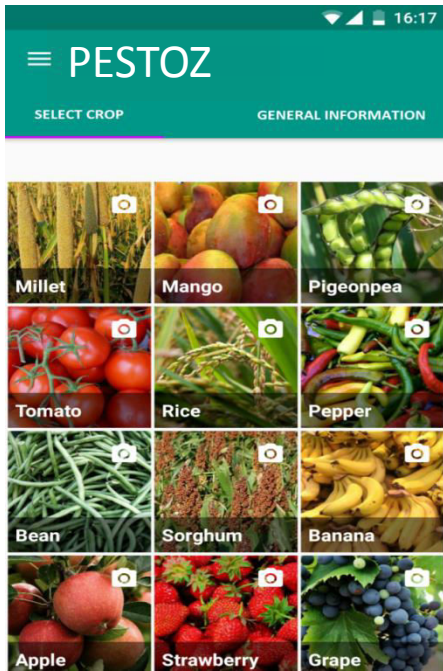 16:17
PESTOZ
SELECT CROP GENERAL INFORMATION
Millet Mango Pigeonpea
Tomato Rice Pepper
Bean Sorghum Banana
Apple Strawberry Grape